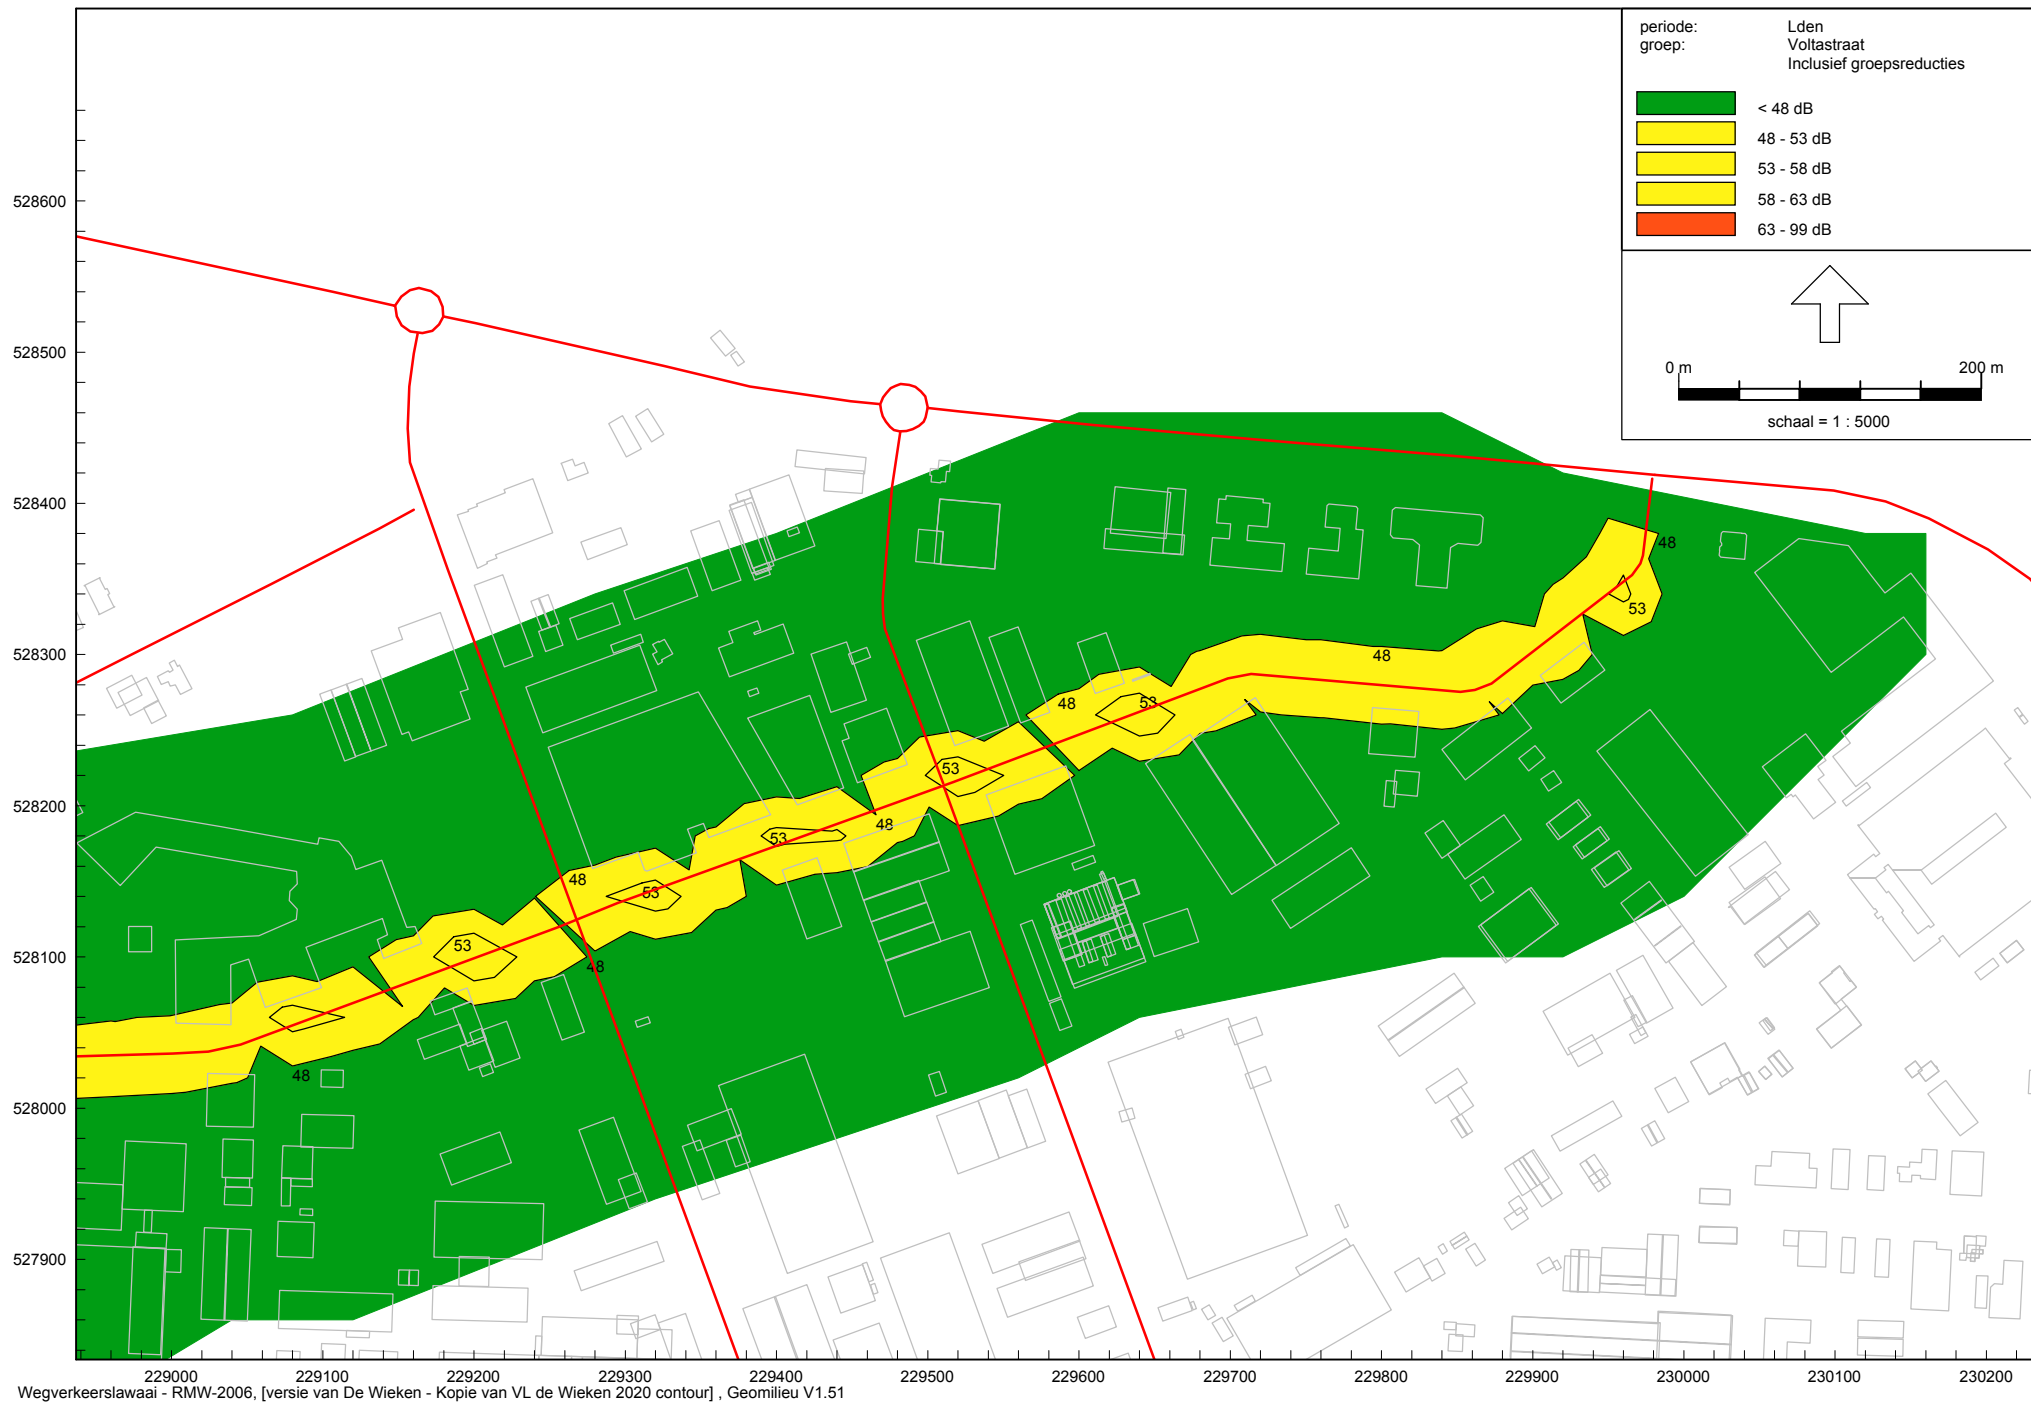 periode: Lden
groep: Voltastraat
Inclusief groepsreducties
< 48 dB
48 - 53 dB
53 - 58 dB
58 - 63 dB
63 - 99 dB
0 m 200 m
schaal = 1 : 5000
528600
528500
528400
528300
528200
528100
528000
527900
48
53
48
48
53
48
53
53
48
48
53
53
48
53
48
48
229000 229100 229200 229300 229400 229500 229600 229700 229800 229900 230000 230100 230200
Wegverkeerslawaai - RMW-2006, [versie van De Wieken - Kopie van VL de Wieken 2020 contour] , Geomilieu V1.51